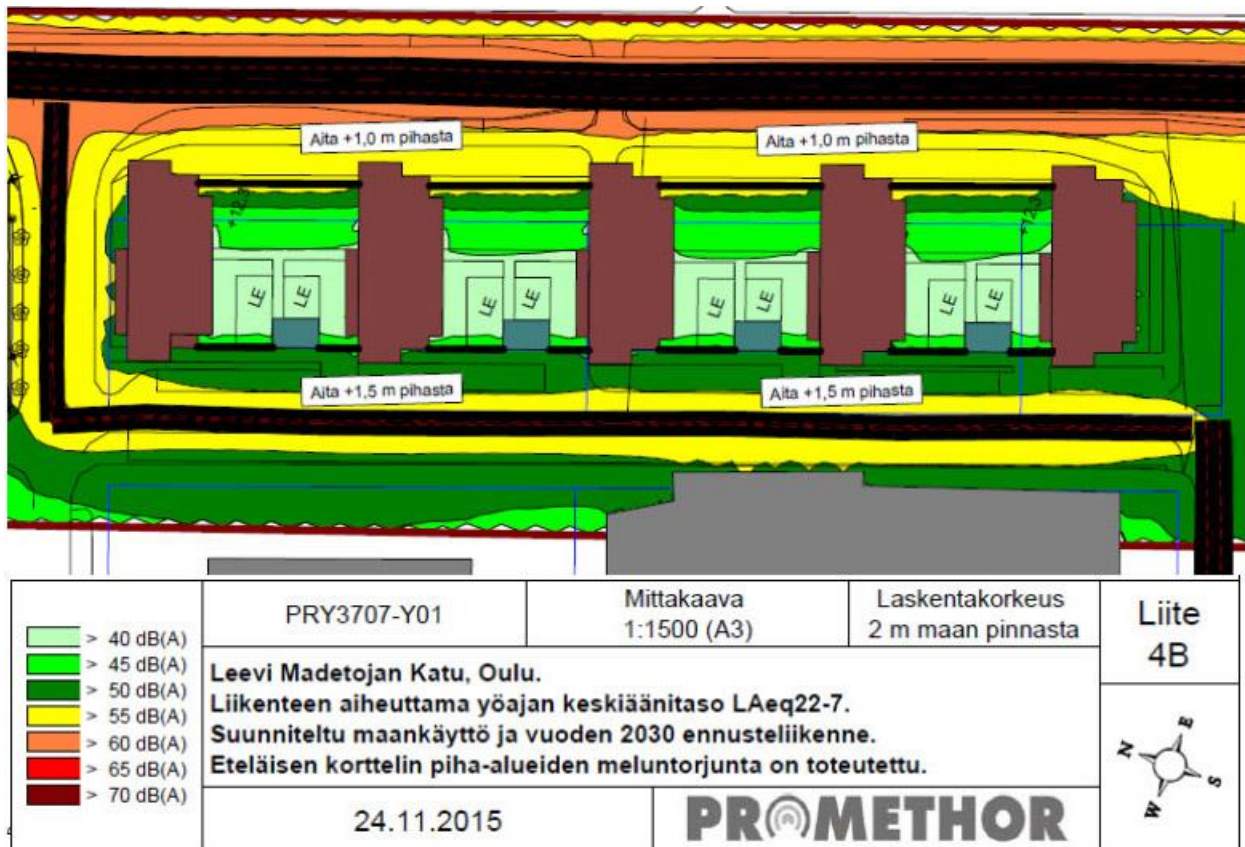 Aita +1,0 m pihasta
Aita +1,0 m pihasta
+12,3
+12,3
LE LE LE LE LE LE LE LE
Aita +1,5 m pihasta
Aita +1,5 m pihasta
> 40 dB(A)
> 45 dB(A)
> 50 dB(A)
> 55 dB(A)
> 60 dB(A)
> 65 dB(A)
> 70 dB(A)
PRY3707-Y01
Mittakaava
1:1500 (A3)
Laskentakorkeus
2 m maan pinnasta
Liite
4B
Leevi Madetojan Katu, Oulu.
Liikenteen aiheuttama yöajan keskiäänitaso LAeq22-7.
Suunniteltu maankäyttö ja vuoden 2030 ennusteliikenne.
Eteläisen korttelin piha-alueiden meluntorjunta on toteutettu.
24.11.2015
PROMETHOR
N E
W S